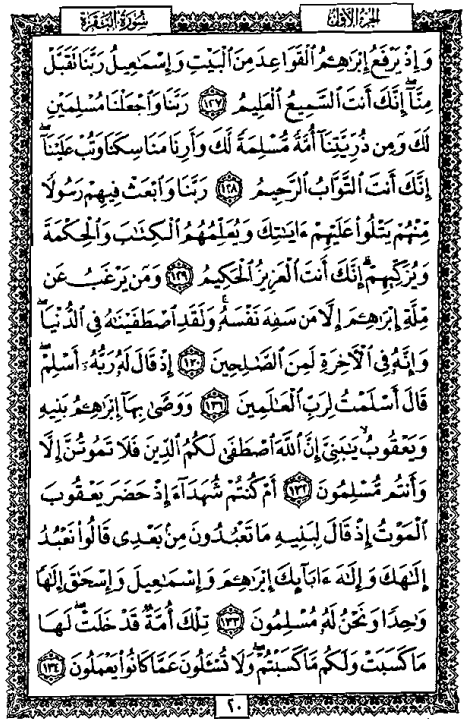 الجزء الأول
سورة البقرة
وَإِذْ يَرْفَعُ إِبْرَٰهِـۧمُ ٱلْقَوَاعِدَ مِنَ ٱلْبَيْتِ وَإِسْمَـٰعِيلُ رَبَّنَا تَقَبَّلْ
مِنَّآ ۖ إِنَّكَ أَنتَ ٱلسَّمِيعُ ٱلْعَلِيمُ ١٢٧ رَبَّنَا وَٱجْعَلْنَا مُسْلِمَيْنِ
لَكَ وَمِن ذُرِّيَّتِنَآ أُمَّةً مُّسْلِمَةً لَّكَ وَأَرِنَا مَنَاسِكَنَا وَتُبْ عَلَيْنَآ ۖ
إِنَّكَ أَنتَ ٱلتَّوَّابُ ٱلرَّحِيمُ ١٢٨ رَبَّنَا وَٱبْعَثْ فِيهِمْ رَسُولًا
مِّنْهُمْ يَتْلُوا۟ عَلَيْهِمْ ءَايَـٰتِكَ وَيُعَلِّمُهُمُ ٱلْكِتَـٰبَ وَٱلْحِكْمَةَ
وَيُزَكِّيهِمْ ۚ إِنَّكَ أَنتَ ٱلْعَزِيزُ ٱلْحَكِيمُ ١٢٩ وَمَن يَرْغَبُ عَن
مِّلَّةِ إِبْرَٰهِـۧمَ إِلَّا مَن سَفِهَ نَفْسَهُۥ ۚ وَلَقَدِ ٱصْطَفَيْنَـٰهُ فِى ٱلدُّنْيَا ۖ
وَإِنَّهُۥ فِى ٱلْـَٔاخِرَةِ لَمِنَ ٱلصَّـٰلِحِينَ ١٣٠ إِذْ قَالَ لَهُۥ رَبُّهُۥٓ أَسْلِمْ ۖ
قَالَ أَسْلَمْتُ لِرَبِّ ٱلْعَـٰلَمِينَ ١٣١ وَوَصَّىٰ بِهَآ إِبْرَٰهِـۧمُ بَنِيهِ
وَيَعْقُوبُ يَـٰبَنِىَّ إِنَّ ٱللَّهَ ٱصْطَفَىٰ لَكُمُ ٱلدِّينَ فَلَا تَمُوتُنَّ إِلَّا
وَأَنتُم مُّسْلِمُونَ ١٣٢ أَمْ كُنتُمْ شُهَدَآءَ إِذْ حَضَرَ يَعْقُوبَ
ٱلْمَوْتُ إِذْ قَالَ لِبَنِيهِ مَا تَعْبُدُونَ مِنۢ بَعْدِى قَالُوا۟ نَعْبُدُ
إِلَـٰهَكَ وَإِلَـٰهَ ءَابَآئِكَ إِبْرَٰهِـۧمَ وَإِسْمَـٰعِيلَ وَإِسْحَـٰقَ إِلَـٰهًا
وَٰحِدًا وَنَحْنُ لَهُۥ مُسْلِمُونَ ١٣٣ تِلْكَ أُمَّةٌ قَدْ خَلَتْ ۖ لَهَا
مَا كَسَبَتْ وَلَكُم مَّا كَسَبْتُمْ ۖ وَلَا تُسْـَٔلُونَ عَمَّا كَانُوا۟ يَعْمَلُونَ ١٣٤
٢٠